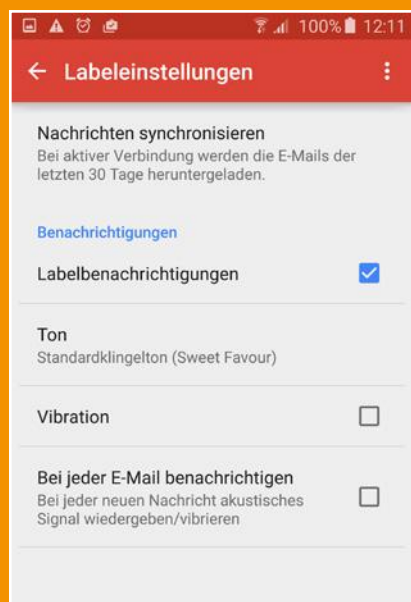 100% 12:11
Labeleinstellungen
Nachrichten synchronisieren
Bei aktiver Verbindung werden die E-Mails der
letzten 30 Tage heruntergeladen.
Benachrichtigungen
Labelbenachrichtigungen
Ton
Standardklingelton (Sweet Favour)
Vibration
Bei jeder E-Mail benachrichtigen
Bei jeder neuen Nachricht akustisches
Signal wiedergeben/vibrieren